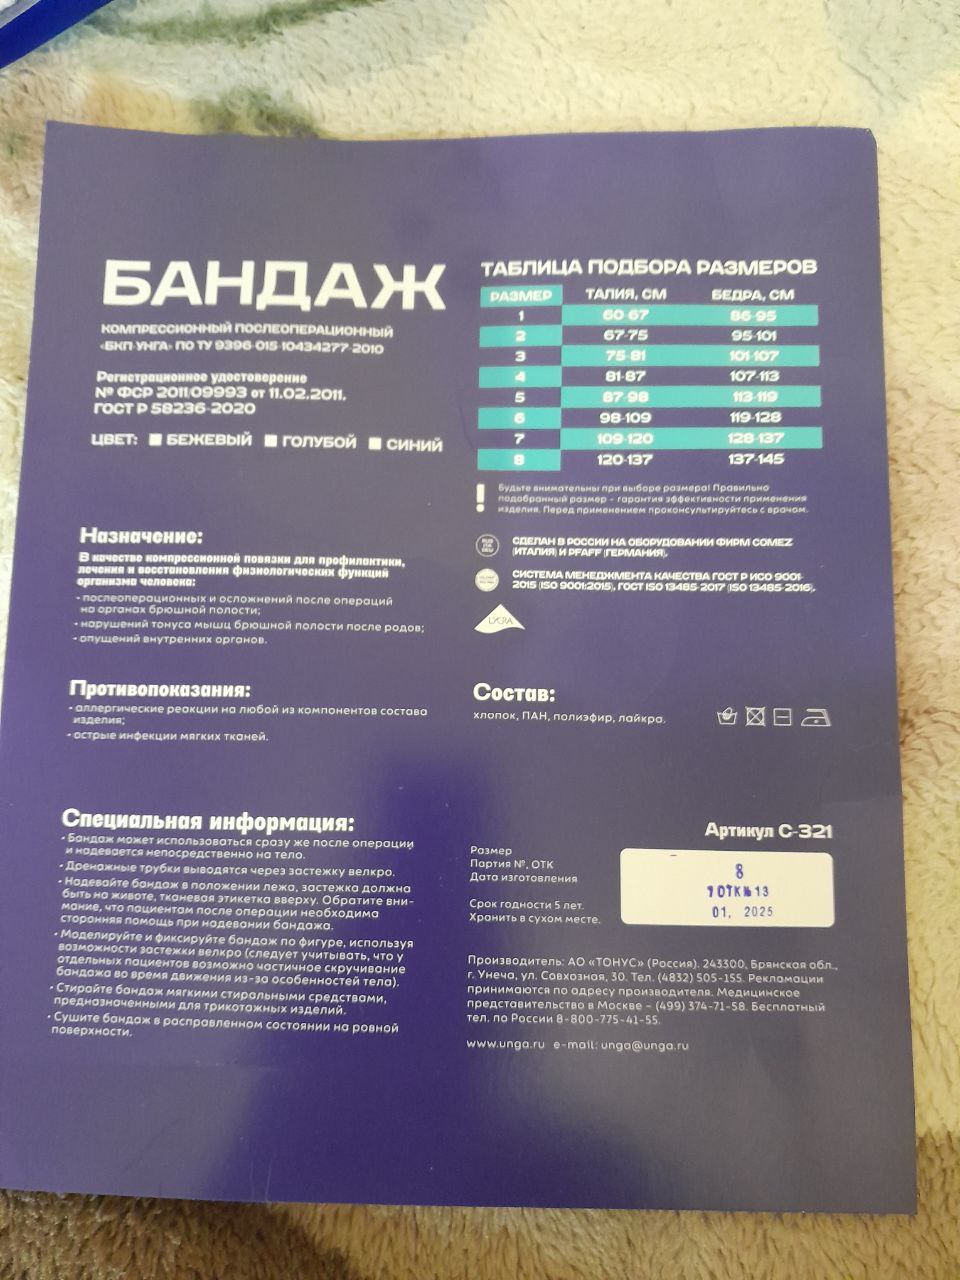 БАНДАЖ
КОМПРЕССИОННЫЙ ПОСЛЕОПЕРАЦИОННЫЙ
«БКП-УНГА» ПО ТУ 9396-015-10434277-2010
Регистрационное удостоверение
№ ФСР 2011/09993 от 11.02.2011,
ГОСТ Р 58236-2020
ЦВЕТ: БЕЖЕВЫЙ ГОЛУБОЙ СИНИЙ
Назначение:
В качестве компрессионной повязки для профилактики,
лечения и восстановления физиологических функций
организма человека:
• послеоперационных и осложнений после операций
на органах брюшной полости;
• нарушений тонуса мышц брюшной полости после родов;
• опущений внутренних органов.
Противопоказания:
• аллергические реакции на любой из компонентов состава
изделия;
• острые инфекции мягких тканей.
Специальная информация:
• Бандаж может использоваться сразу же после операции
и надевается непосредственно на тело.
• Дренажные трубки выводятся через застежку велкро.
• Надевайте бандаж в положении лежа, застежка должна
быть на животе, тканевая этикетка вверху. Обратите вни-
мание, что пациентам после операции необходима
сторонняя помощь при надевании бандажа.
• Моделируйте и фиксируйте бандаж по фигуре, используя
возможности застежки велкро (следует учитывать, что у
отдельных пациентов возможно частичное скручивание
бандажа во время движения из-за особенностей тела).
• Стирайте бандаж мягкими стиральными средствами,
предназначенными для трикотажных изделий.
• Сушите бандаж в расправленном состоянии на ровной
поверхности.
ТАБЛИЦА ПОДБОРА РАЗМЕРОВ
РАЗМЕР ТАЛИЯ, СМ БЕДРА, СМ
1 60-67 86-95
2 67-75 95-101
3 75-81 101-107
4 81-87 107-113
5 87-98 113-119
6 98-109 119-128
7 109-120 128-137
8 120-137 137-145
! Будьте внимательны при выборе размера! Правильно
подобранный размер - гарантия эффективности применения
изделия. Перед применением проконсультируйтесь с врачом.
СДЕЛАН В РОССИИ НА ОБОРУДОВАНИИ ФИРМ COMEZ
(ИТАЛИЯ) И PFAFF (ГЕРМАНИЯ).
СИСТЕМА МЕНЕДЖМЕНТА КАЧЕСТВА ГОСТ Р ИСО 9001-
2015 (ISO 9001:2015), ГОСТ ISO 13485-2017 (ISO 13485-2016).
LYCRA
Состав:
хлопок, ПАН, полиэфир, лайкра.
Артикул С-321
Размер
Партия №, ОТК
Дата изготовления
8
1 ОТК№13
01, 2025
Срок годности 5 лет.
Хранить в сухом месте.
Производитель: АО «ТОНУС» (Россия). 243300, Брянская обл.,
г. Унеча, ул. Совхозная, 30. Тел. (4832) 505-155. Рекламации
принимаются по адресу производителя. Медицинское
представительство в Москве – (499) 374-71-58. Бесплатный
тел. по России 8-800-775-41-55.
www.unga.ru e-mail: unga@unga.ru